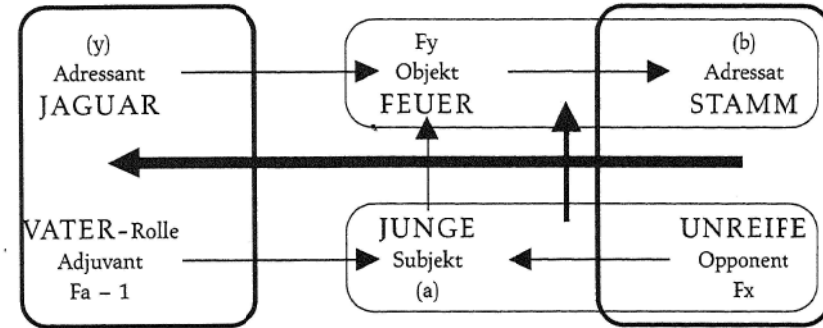 (y) Fy (b)
Adressant Objekt Adressat
JAGUAR FEUER STAMM
VATER-Rolle JUNGE UNREIFE
Adjuvant Subjekt Opponent
Fa – 1 (a) Fx